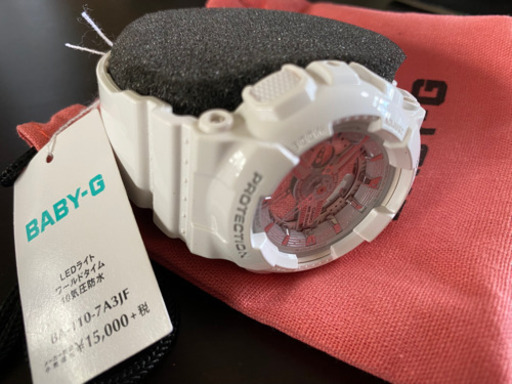 BABY-G
LEDライト
ワールドタイム
10気圧防水
BA-110-7A3JF
¥15,000+税
PROTECTION